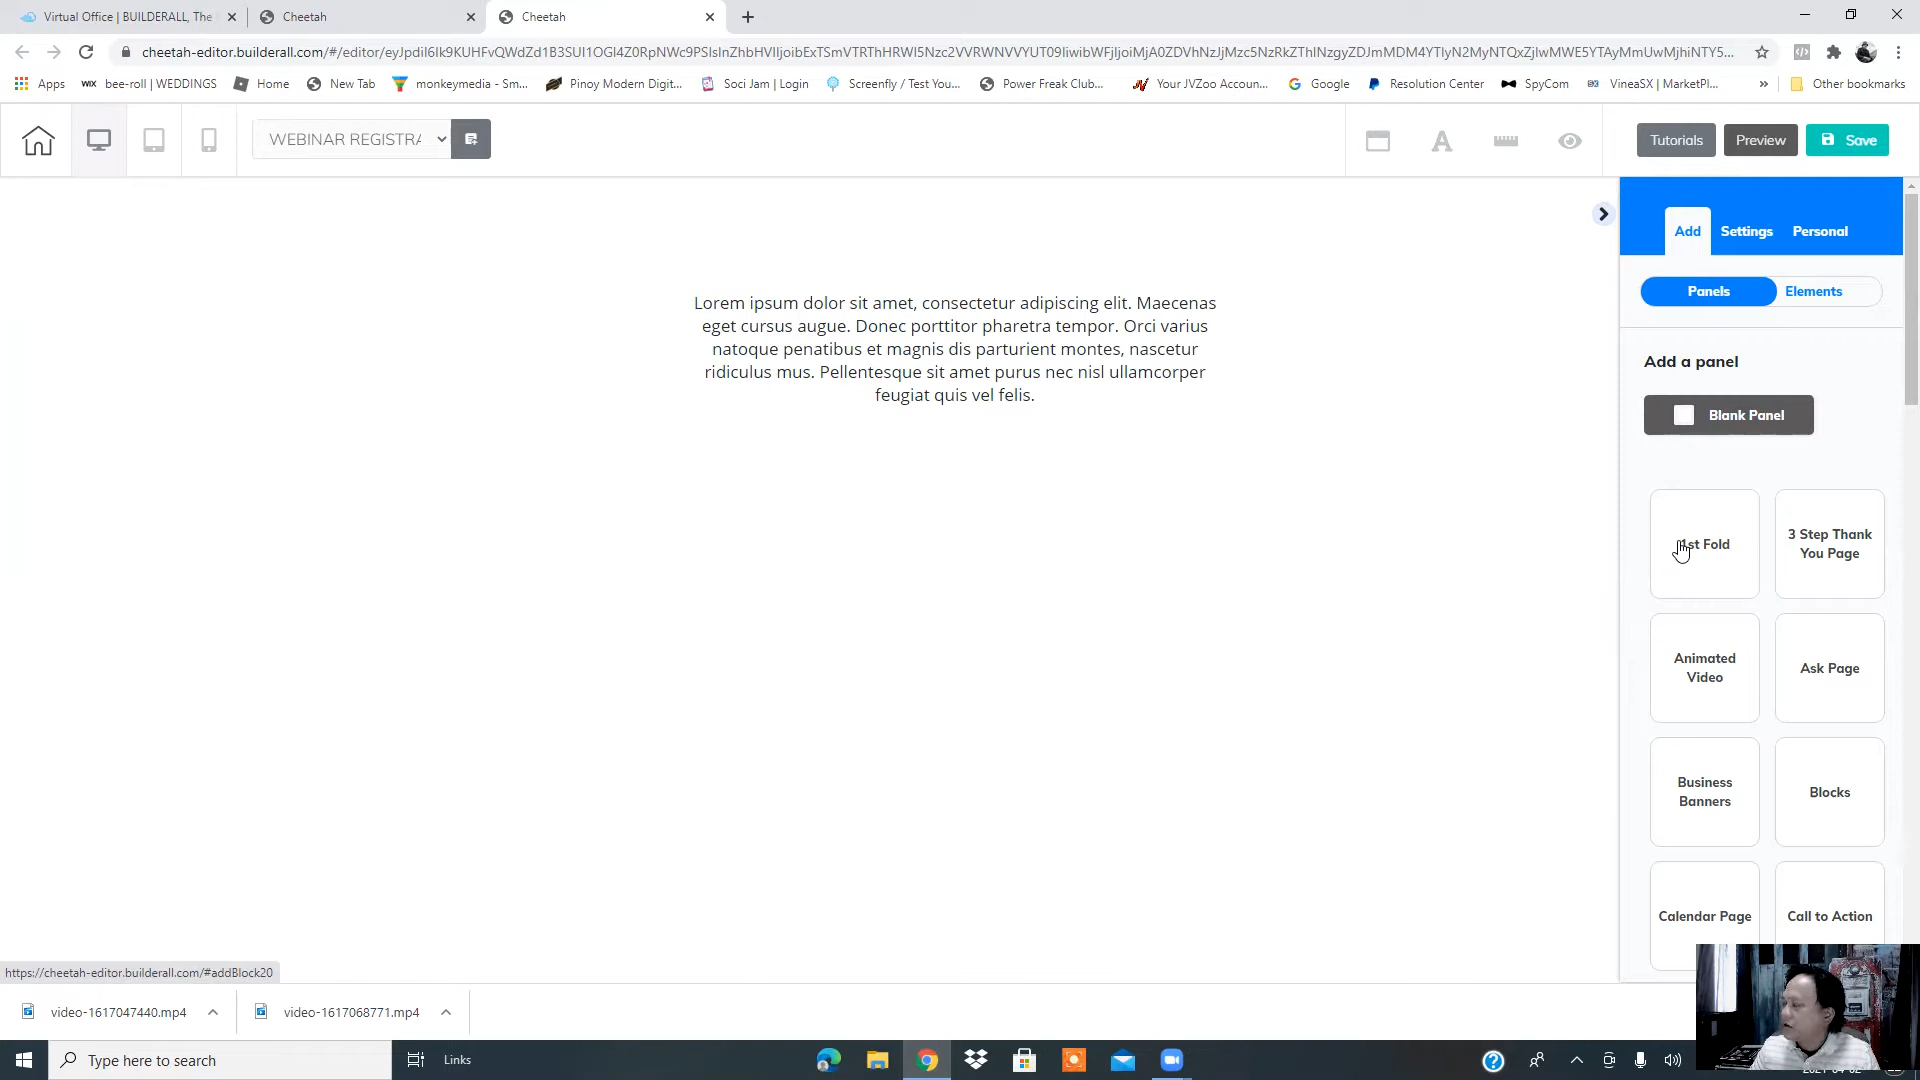 Virtual Office | BUILDERALL, The
Cheetah
Cheetah
cheetah-editor.builderall.com/#/editor/
Apps
WIX bee-roll | WEDDINGS
Home
New Tab
monkeymedia - Sm...
Pinoy Modern Digit...
Soci Jam | Login
Screenfly / Test You...
Power Freak Club...
Your JVZoo Accoun...
Google
Resolution Center
SpyCom
VineaSX | MarketPl...
»
Other bookmarks
WEBINAR REGISTRA
Tutorials
Preview
Save
Add
Settings
Personal
Panels
Elements
Lorem ipsum dolor sit amet, consectetur adipiscing elit. Maecenas
eget cursus augue. Donec porttitor pharetra tempor. Orci varius
natoque penatibus et magnis dis parturient montes, nascetur
ridiculus mus. Pellentesque sit amet purus nec nisl ullamcorper
feugiat quis vel felis.
Add a panel
Blank Panel
1st Fold
3 Step Thank
You Page
Animated
Video
Ask Page
Business
Banners
Blocks
Calendar Page
Call to Action
https://cheetah-editor.builderall.com/#addBlock20
video-1617047440.mp4
video-1617068771.mp4
Type here to search
Links